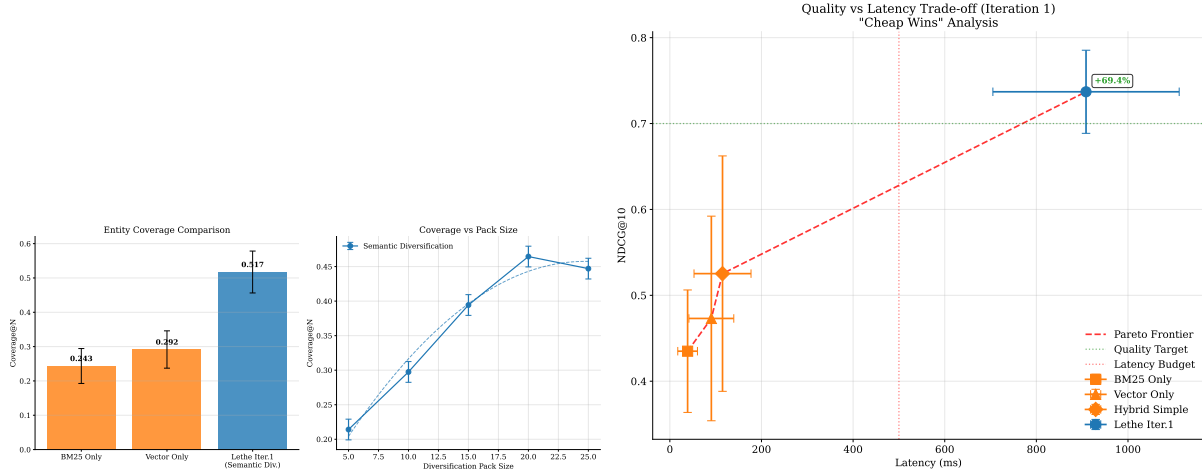 Entity Coverage Comparison
Coverage@N
0.6
0.5
0.4
0.3
0.2
0.1
0.0
0.243
0.292
0.517
BM25 Only
Vector Only
Lethe Iter.1
(Semantic Div.)
Coverage vs Pack Size
Semantic Diversification
Coverage@N
0.45
0.40
0.35
0.30
0.25
0.20
5.0 7.5 10.0 12.5 15.0 17.5 20.0 22.5 25.0
Diversification Pack Size
Quality vs Latency Trade-off (Iteration 1)
"Cheap Wins" Analysis
NDCG@10
0.8
0.7
0.6
0.5
0.4
+69.4%
Pareto Frontier
Quality Target
Latency Budget
BM25 Only
Vector Only
Hybrid Simple
Lethe Iter.1
0 200 400 600 800 1000
Latency (ms)